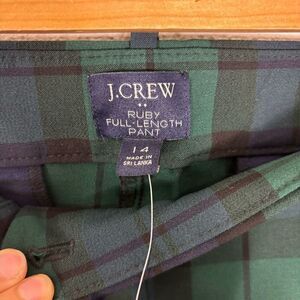 J.CREW
RUBY
FULL-LENGTH
PANT
14
MADE IN
SRI LANKA